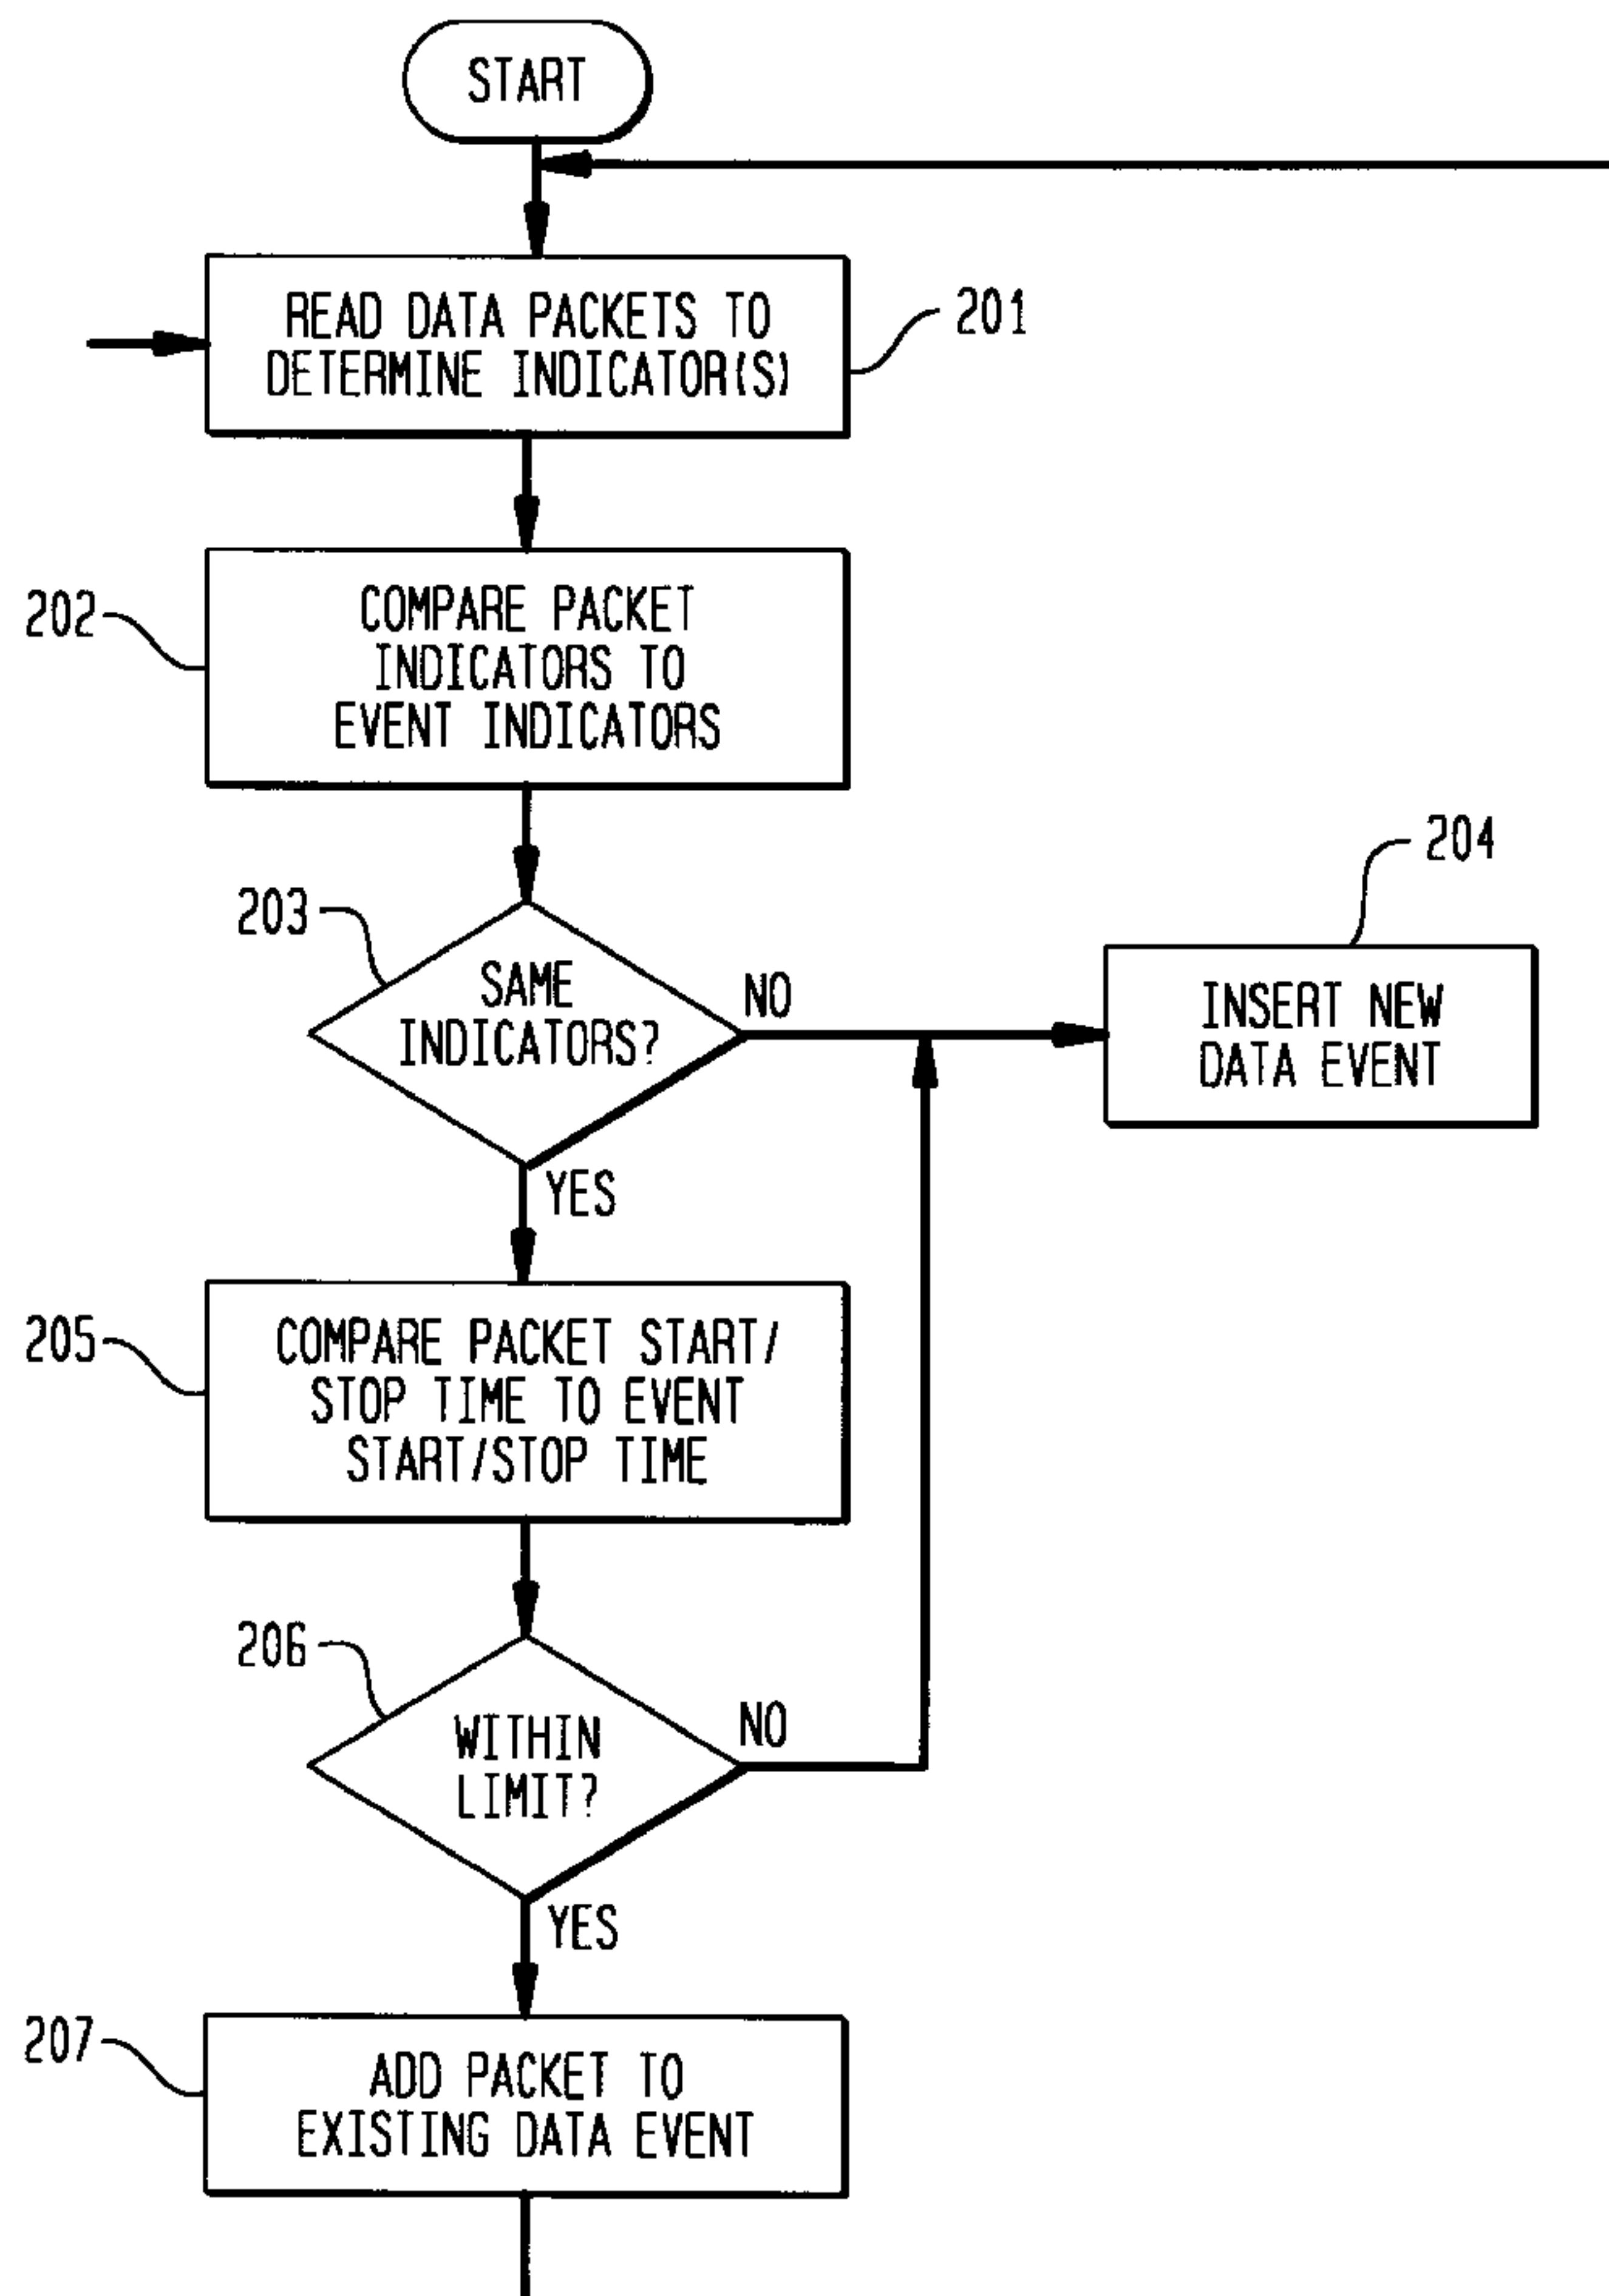 START
READ DATA PACKETS TO
DETERMINE INDICATOR(S)
201
202
COMPARE PACKET
INDICATORS TO
EVENT INDICATORS
203
SAME
INDICATORS?
NO
204
INSERT NEW
DATA EVENT
YES
205
COMPARE PACKET START/
STOP TIME TO EVENT
START/STOP TIME
206
WITHIN
LIMIT?
NO
YES
207
ADD PACKET TO
EXISTING DATA EVENT